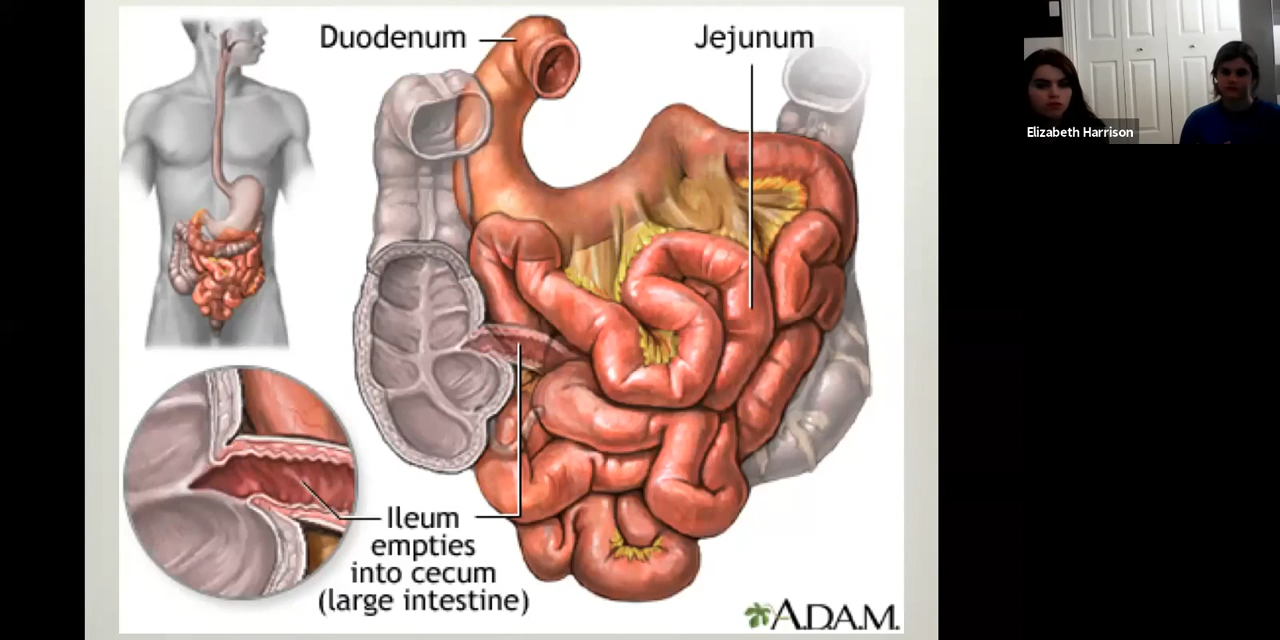 Duodenum
Jejunum
Elizabeth Harrison
Ileum
empties
into cecum
(large intestine)
A.D.A.M.